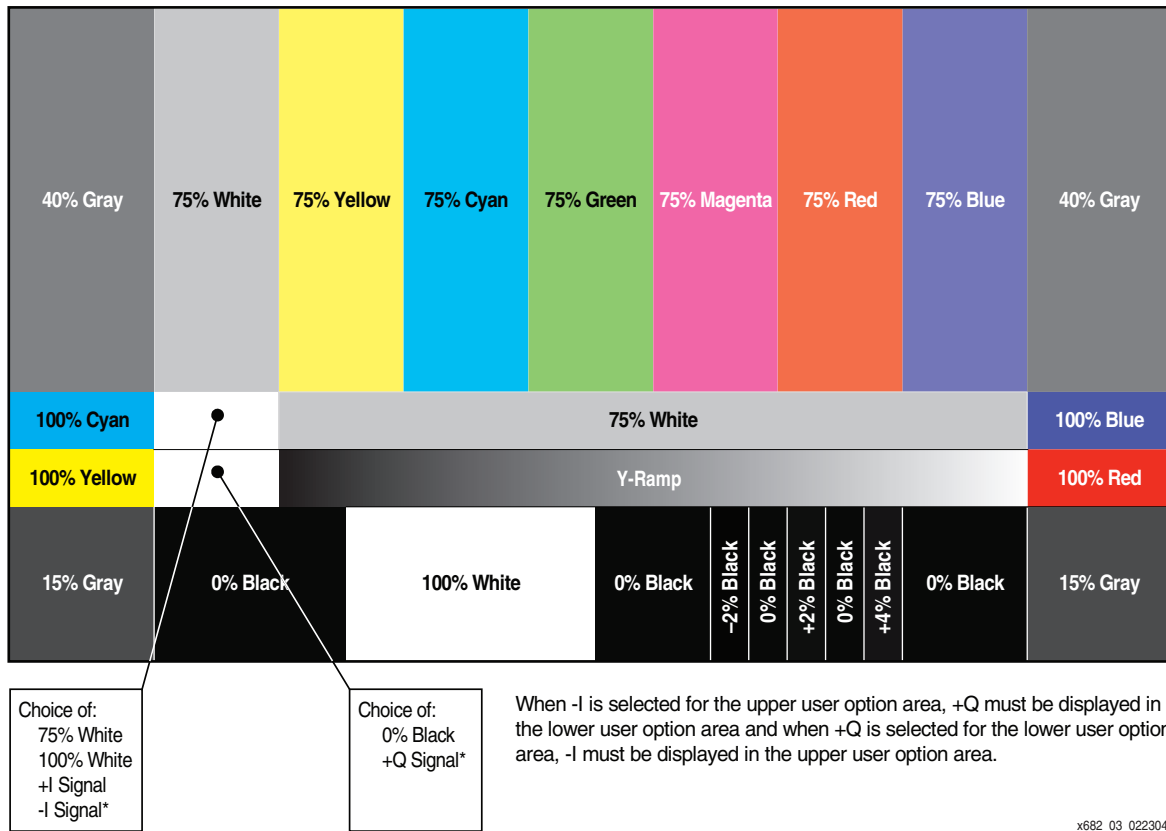 40% Gray
75% White
75% Yellow
75% Cyan
75% Green
75% Magenta
75% Red
75% Blue
40% Gray
100% Cyan
75% White
100% Blue
100% Yellow
Y-Ramp
100% Red
15% Gray
0% Black
100% White
0% Black
–2% Black
0% Black
+2% Black
0% Black
+4% Black
0% Black
15% Gray
Choice of:
75% White
100% White
+I Signal
-I Signal*
Choice of:
0% Black
+Q Signal*
When -I is selected for the upper user option area, +Q must be displayed in
the lower user option area and when +Q is selected for the lower user option
area, -I must be displayed in the upper user option area.
x682_03_022304